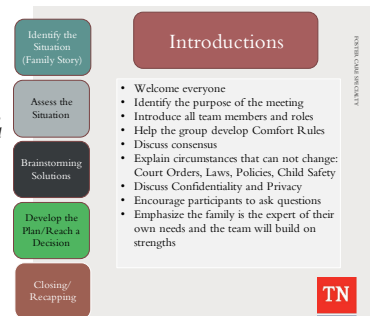 Identify the
Situation
(Family Story)
Assess the
Situation
Brainstorming
Solutions
Develop the
Plan/Reach a
Decision
Closing/
Recapping
Introductions
• Welcome everyone
• Identify the purpose of the meeting
• Introduce all team members and roles
• Help the group develop Comfort Rules
• Discuss consensus
• Explain circumstances that can not change:
Court Orders, Laws, Policies, Child Safety
• Discuss Confidentiality and Privacy
• Encourage participants to ask questions
• Emphasize the family is the expert of their
own needs and the team will build on
strengths
FOSTER CARE SPECIALTY
TN